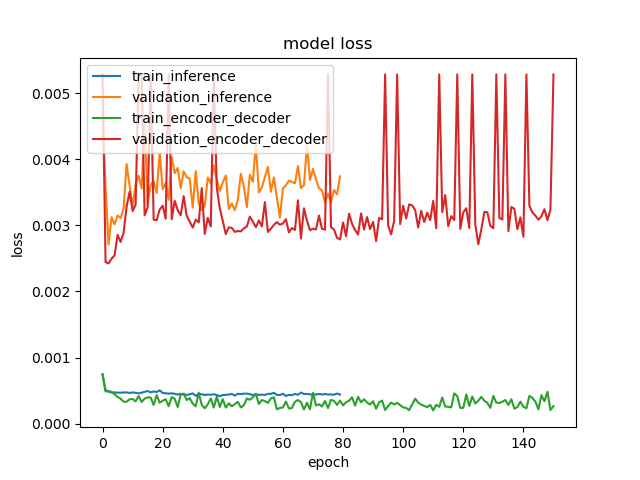 model loss
train_inference
validation_inference
train_encoder_decoder
validation_encoder_decoder
0.005
0.004
0.003
0.002
0.001
0.000
loss
0 20 40 60 80 100 120 140
epoch